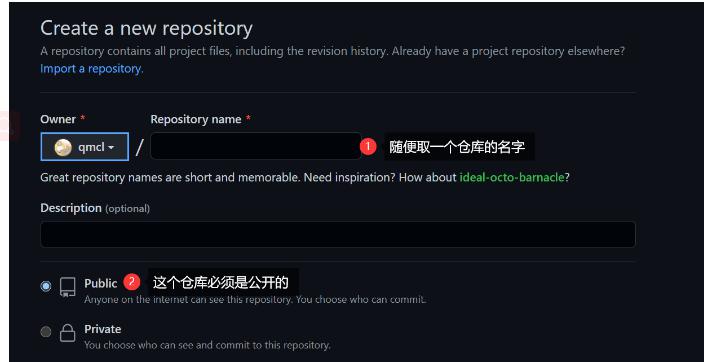 Create a new repository
A repository contains all project files, including the revision history. Already have a project repository elsewhere?
Import a repository.
Owner * Repository name *
qmcl / 1 随便取一个仓库的名字
Great repository names are short and memorable. Need inspiration? How about ideal-octo-barnacle?
Description (optional)
Public 2 这个仓库必须是公开的
Anyone on the internet can see this repository. You choose who can commit.
Private
You choose who can see and commit to this repository.